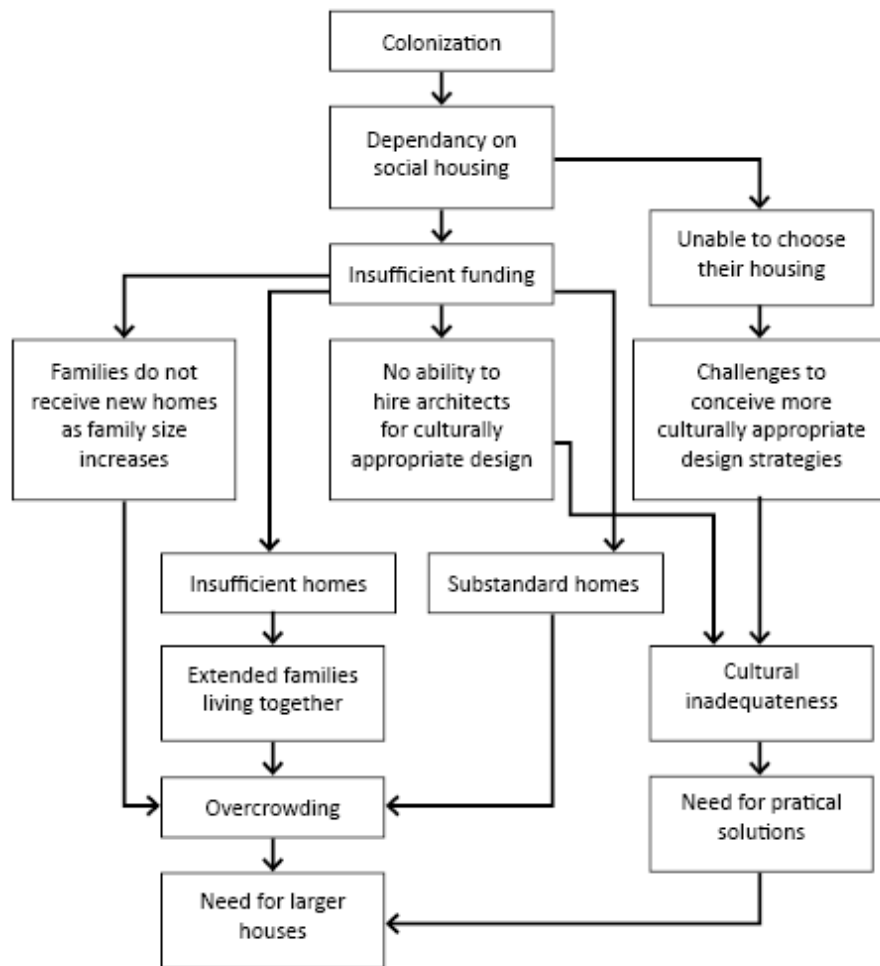 Colonization
Dependancy on
social housing
Unable to choose
their housing
Insufficient funding
Families do not
receive new homes
as family size
increases
No ability to
hire architects
for culturally
appropriate design
Challenges to
conceive more
culturally appropriate
design strategies
Insufficient homes
Substandard homes
Extended families
living together
Cultural
inadequateness
Overcrowding
Need for pratical
solutions
Need for larger
houses